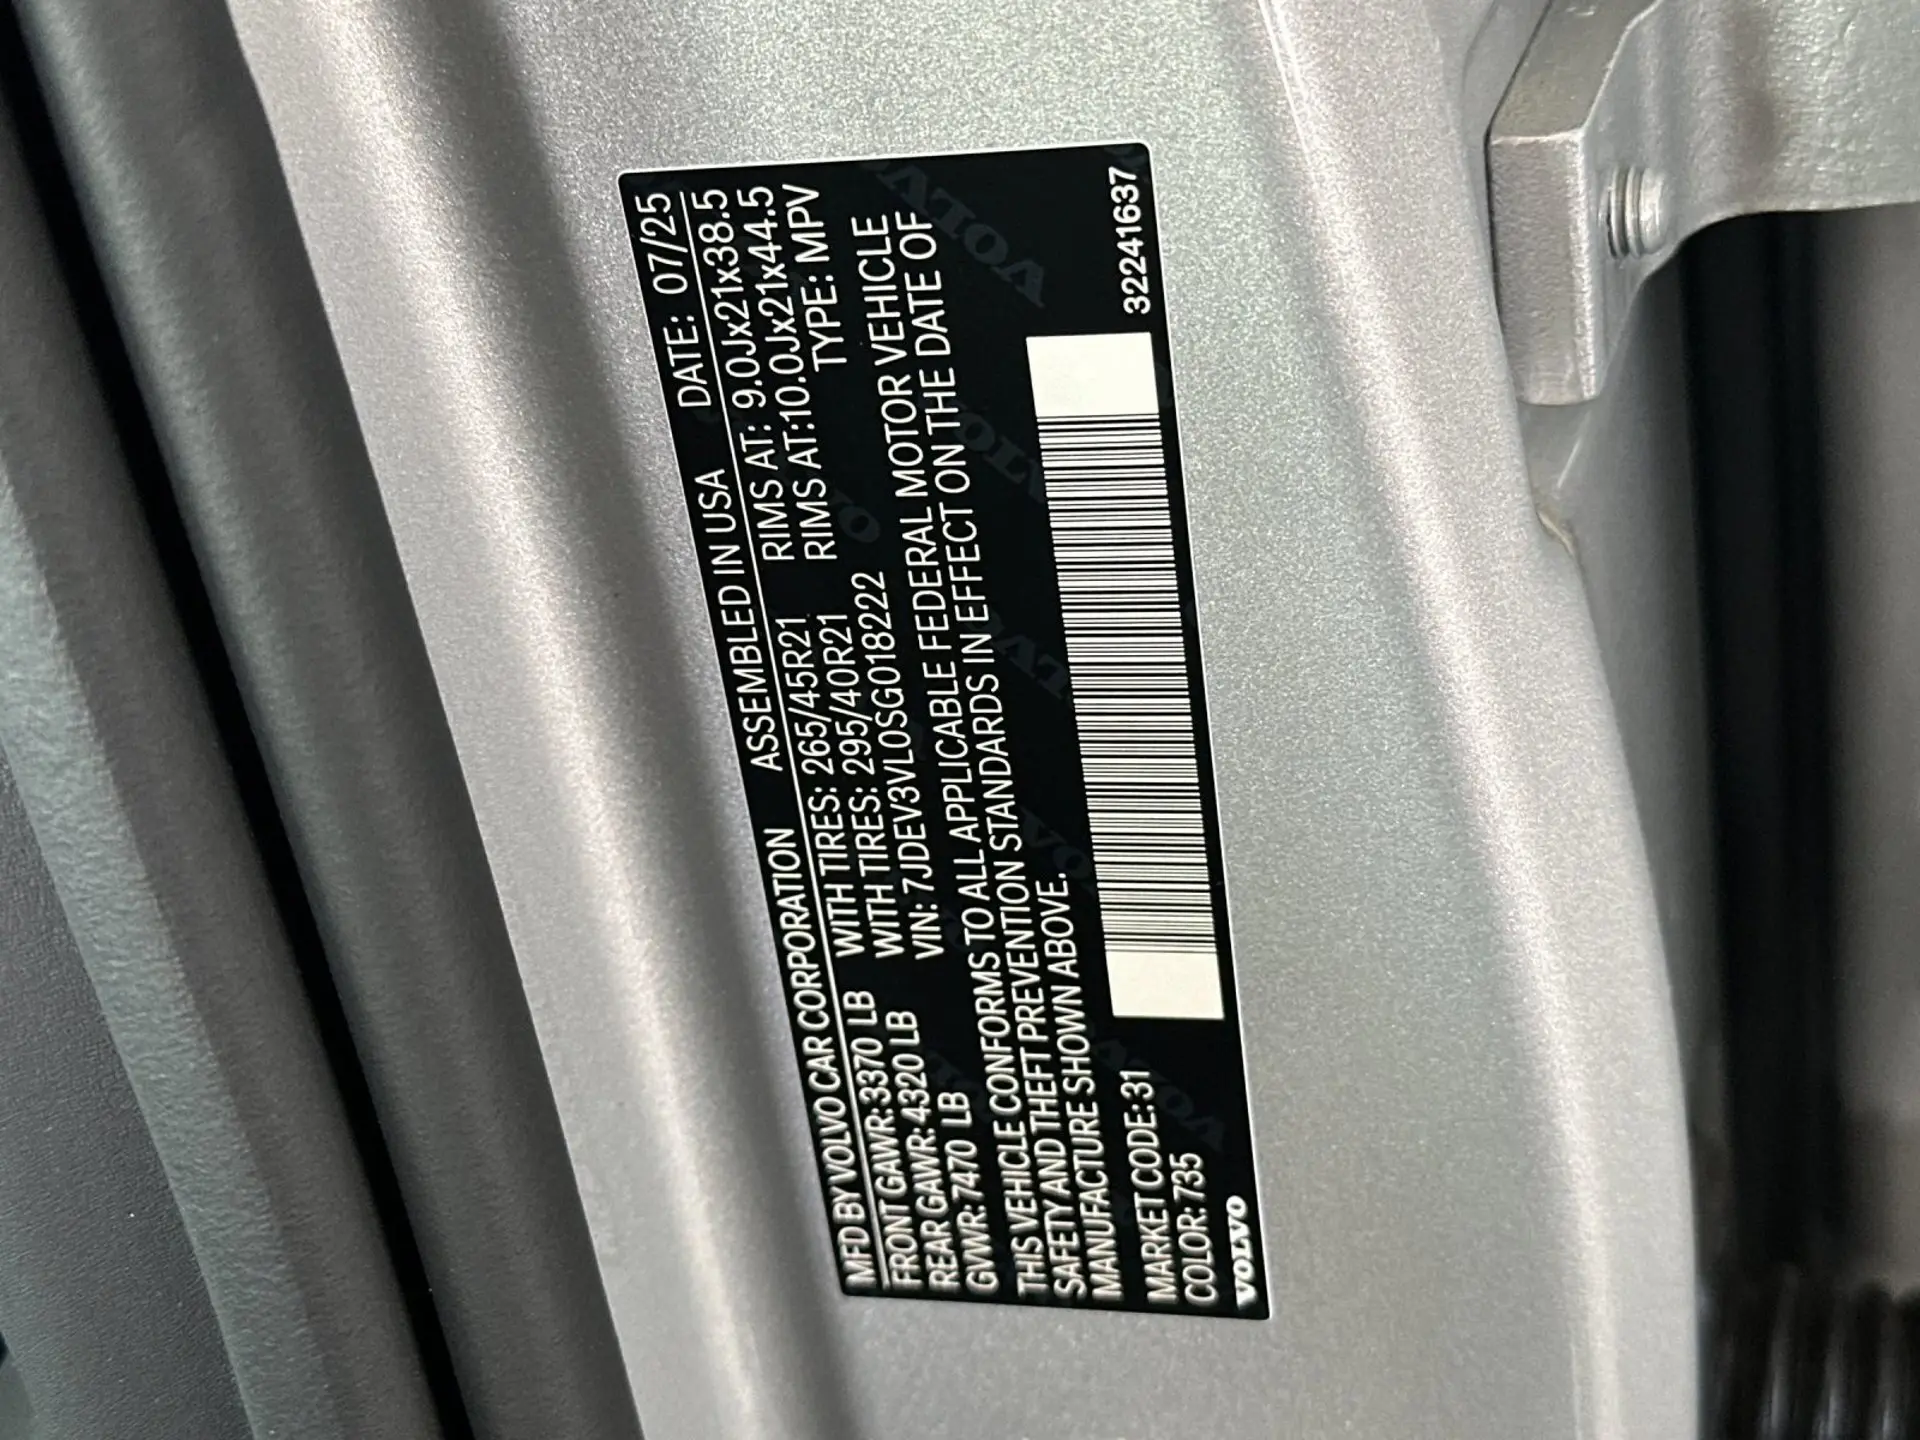 MFD BY VOLVO CAR CORPORATION ASSEMBLED IN USA DATE: 07/25
FRONT GAWR:3370 LB WITH TIRES: 265/45R21 RIMS AT: 9.0Jx21x38.5
REAR GAWR:4320 LB WITH TIRES: 295/40R21 RIMS AT:10.0Jx21x44.5
GVWR:7470 LB VIN: 7JDEV3VL0SG018222 TYPE: MPV
THIS VEHICLE CONFORMS TO ALL APPLICABLE FEDERAL MOTOR VEHICLE
SAFETY AND THEFT PREVENTION STANDARDS IN EFFECT ON THE DATE OF
MANUFACTURE SHOWN ABOVE.
MARKET CODE:31
COLOR:735
VOLVO
32241637